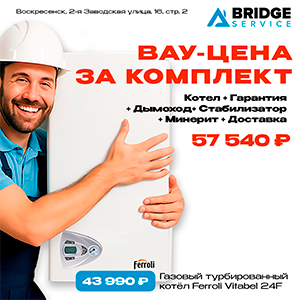 Воскресенск, 2-я Заводская улица, 16, стр. 2
BRIDGE
SERVICE
ВАУ-ЦЕНА
ЗА КОМПЛЕКТ
Котел + Гарантия
+ Дымоход + Стабилизатор
+ Минерит + Доставка
57 540 ₽
Ferroli
43 990 ₽
Газовый турбированный
котёл Ferroli Vitabel 24F